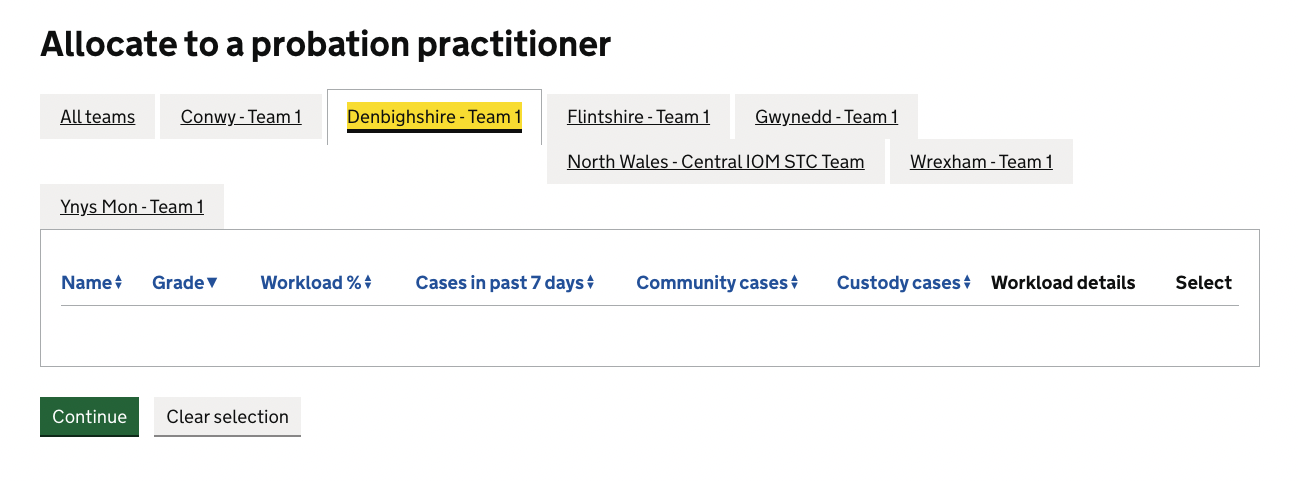 Allocate to a probation practitioner
All teams
Conwy - Team 1
Denbighshire - Team 1
Flintshire - Team 1
Gwynedd - Team 1
North Wales - Central IOM STC Team
Wrexham - Team 1
Ynys Mon - Team 1
Name Grade Workload % Cases in past 7 days Community cases Custody cases Workload details Select
Continue
Clear selection